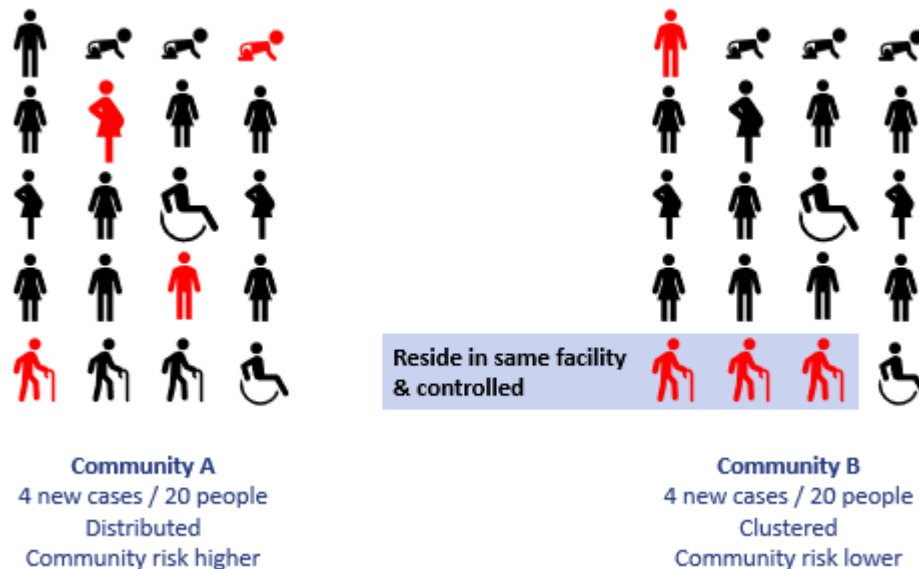 Reside in same facility
& controlled
Community A
4 new cases / 20 people
Distributed
Community risk higher
Community B
4 new cases / 20 people
Clustered
Community risk lower